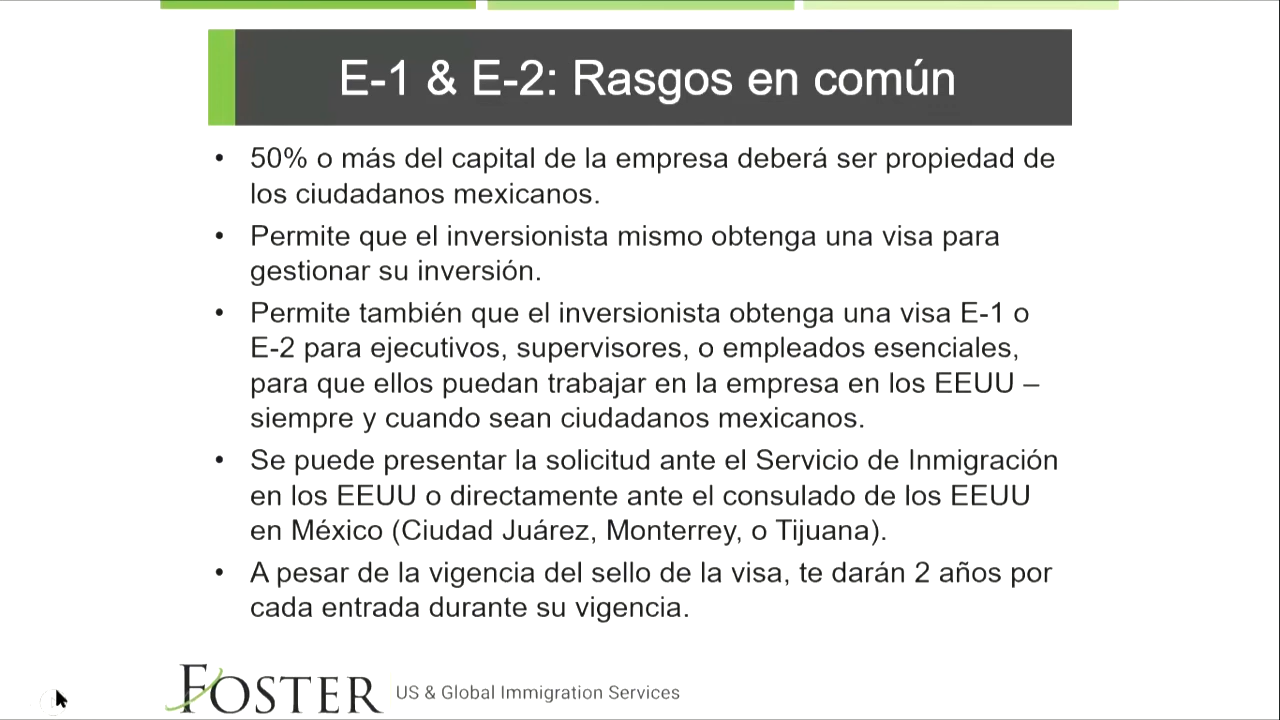 E-1 & E-2: Rasgos en común
• 50% o más del capital de la empresa deberá ser propiedad de
los ciudadanos mexicanos.
• Permite que el inversionista mismo obtenga una visa para
gestionar su inversión.
• Permite también que el inversionista obtenga una visa E-1 o
E-2 para ejecutivos, supervisores, o empleados esenciales,
para que ellos puedan trabajar en la empresa en los EEUU –
siempre y cuando sean ciudadanos mexicanos.
• Se puede presentar la solicitud ante el Servicio de Inmigración
en los EEUU o directamente ante el consulado de los EEUU
en México (Ciudad Juárez, Monterrey, o Tijuana).
• A pesar de la vigencia del sello de la visa, te darán 2 años por
cada entrada durante su vigencia.
FOSTER US & Global Immigration Services